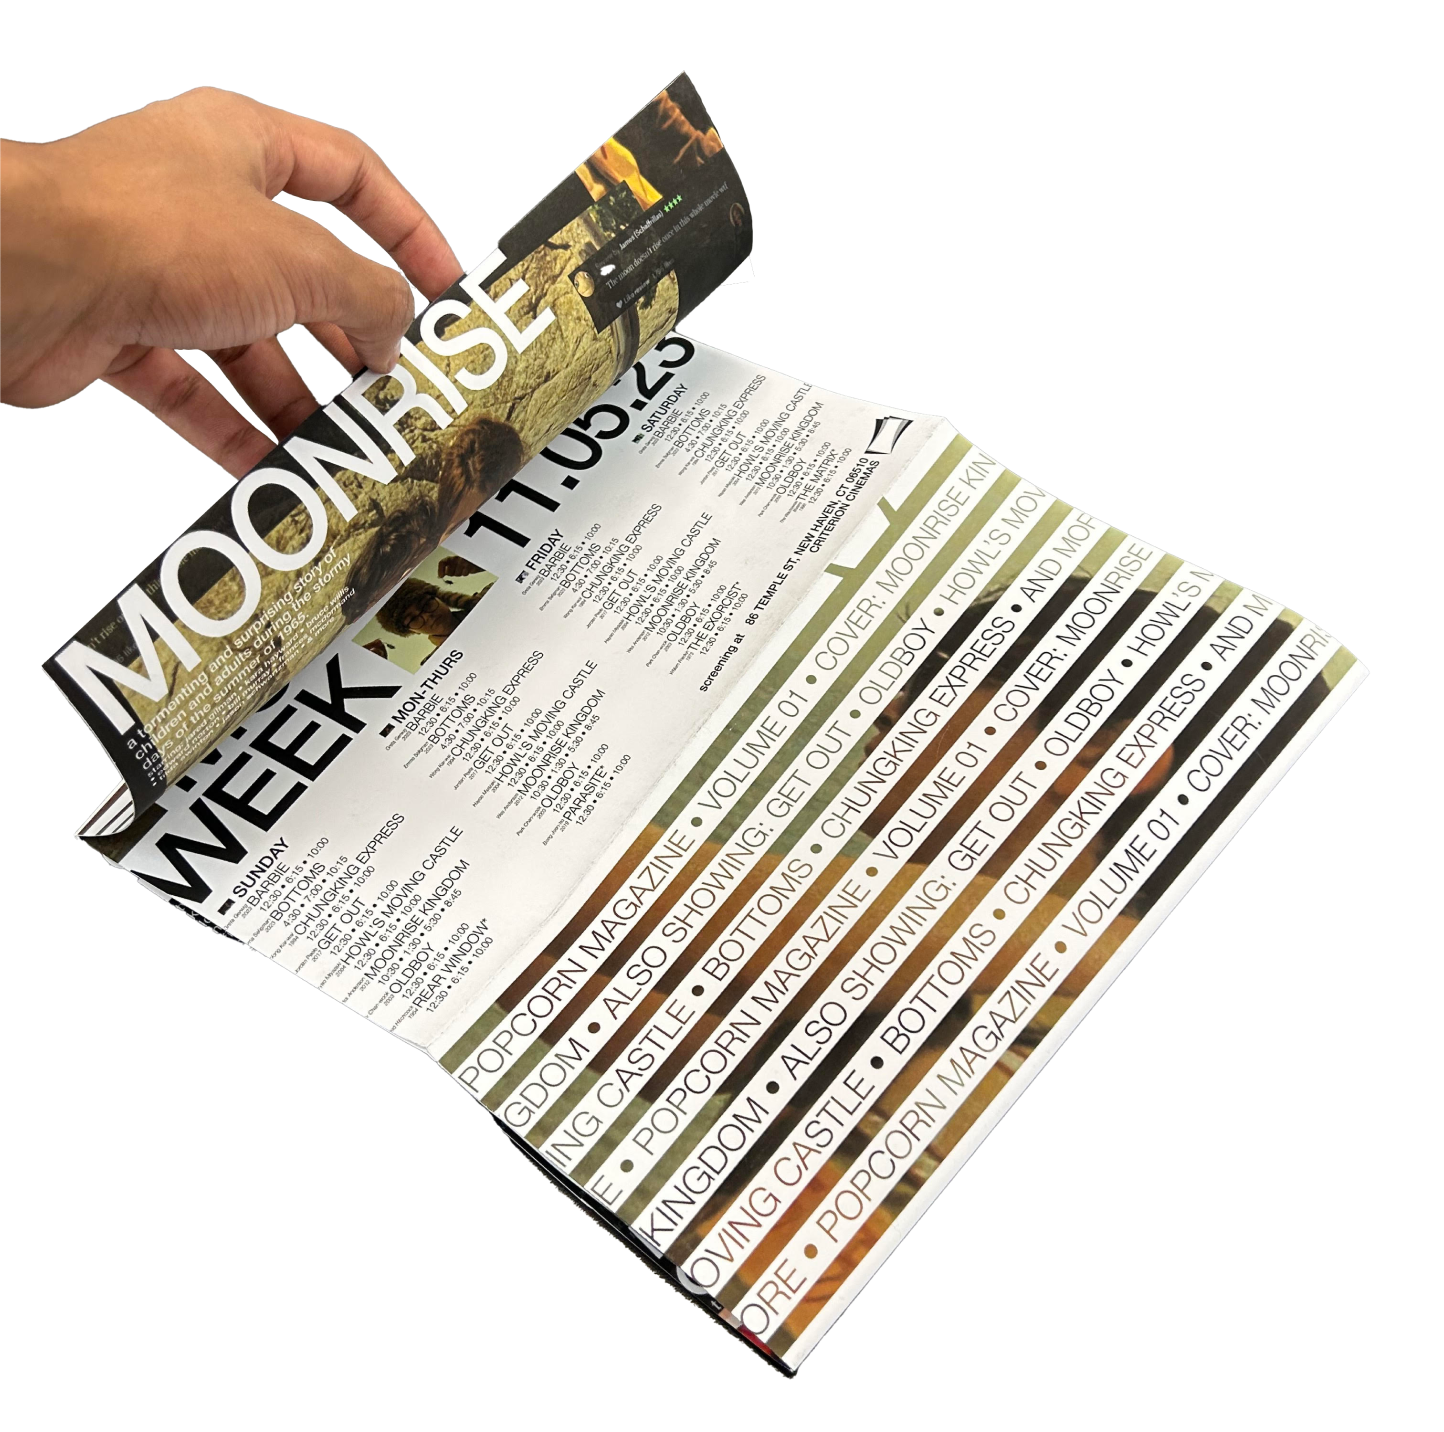 MOONRISE
a tormenting and surprising story of
children and adults during the stormy
days of the summer of 1965.
James (Schaffrillas) ★★★★
The moon doesn't rise once in this whole movie wtf
Like review
WEEK
11.05.23
SUNDAY
BARBIE
12:30 • 6:15 • 10:00
BOTTOMS
4:30 • 7:00 • 10:15
CHUNGKING EXPRESS
12:30 • 6:15 • 10:00
GET OUT
12:30 • 6:15 • 10:00
HOWL'S MOVING CASTLE
12:30 • 6:15 • 10:00
MOONRISE KINGDOM
10:30 • 1:30 • 5:30 • 8:45
OLDBOY
12:30 • 6:15 • 10:00
REAR WINDOW*
12:30 • 6:15 • 10:00
MON-THURS
BARBIE
12:30 • 6:15 • 10:00
BOTTOMS
4:30 • 7:00 • 10:15
CHUNGKING EXPRESS
12:30 • 6:15 • 10:00
GET OUT
12:30 • 6:15 • 10:00
HOWL'S MOVING CASTLE
12:30 • 6:15 • 10:00
MOONRISE KINGDOM
10:30 • 1:30 • 5:30 • 8:45
OLDBOY
12:30 • 6:15 • 10:00
PARASITE*
12:30 • 6:15 • 10:00
FRIDAY
BARBIE
12:30 • 6:15 • 10:00
BOTTOMS
4:30 • 7:00 • 10:15
CHUNGKING EXPRESS
12:30 • 6:15 • 10:00
GET OUT
12:30 • 6:15 • 10:00
HOWL'S MOVING CASTLE
12:30 • 6:15 • 10:00
MOONRISE KINGDOM
10:30 • 1:30 • 5:30 • 8:45
OLDBOY
12:30 • 6:15 • 10:00
THE EXORCIST*
12:30 • 6:15 • 10:00
SATURDAY
BARBIE
12:30 • 6:15 • 10:00
BOTTOMS
4:30 • 7:00 • 10:15
CHUNGKING EXPRESS
12:30 • 6:15 • 10:00
GET OUT
12:30 • 6:15 • 10:00
HOWL'S MOVING CASTLE
12:30 • 6:15 • 10:00
MOONRISE KINGDOM
10:30 • 1:30 • 5:30 • 8:45
OLDBOY
12:30 • 6:15 • 10:00
THE MATRIX*
12:30 • 6:15 • 10:00
screening at 86 TEMPLE ST, NEW HAVEN, CT 06510
CRITERION CINEMAS
POPCORN MAGAZINE • VOLUME 01 • COVER: MOONRISE KIN
GDOM • ALSO SHOWING: GET OUT • OLDBOY • HOWL'S MOV
ING CASTLE • BOTTOMS • CHUNGKING EXPRESS • AND MOR
E • POPCORN MAGAZINE • VOLUME 01 • COVER: MOONRISE
KINGDOM • ALSO SHOWING: GET OUT • OLDBOY • HOWL'S M
OVING CASTLE • BOTTOMS • CHUNGKING EXPRESS • AND M
ORE • POPCORN MAGAZINE • VOLUME 01 • COVER: MOONRI